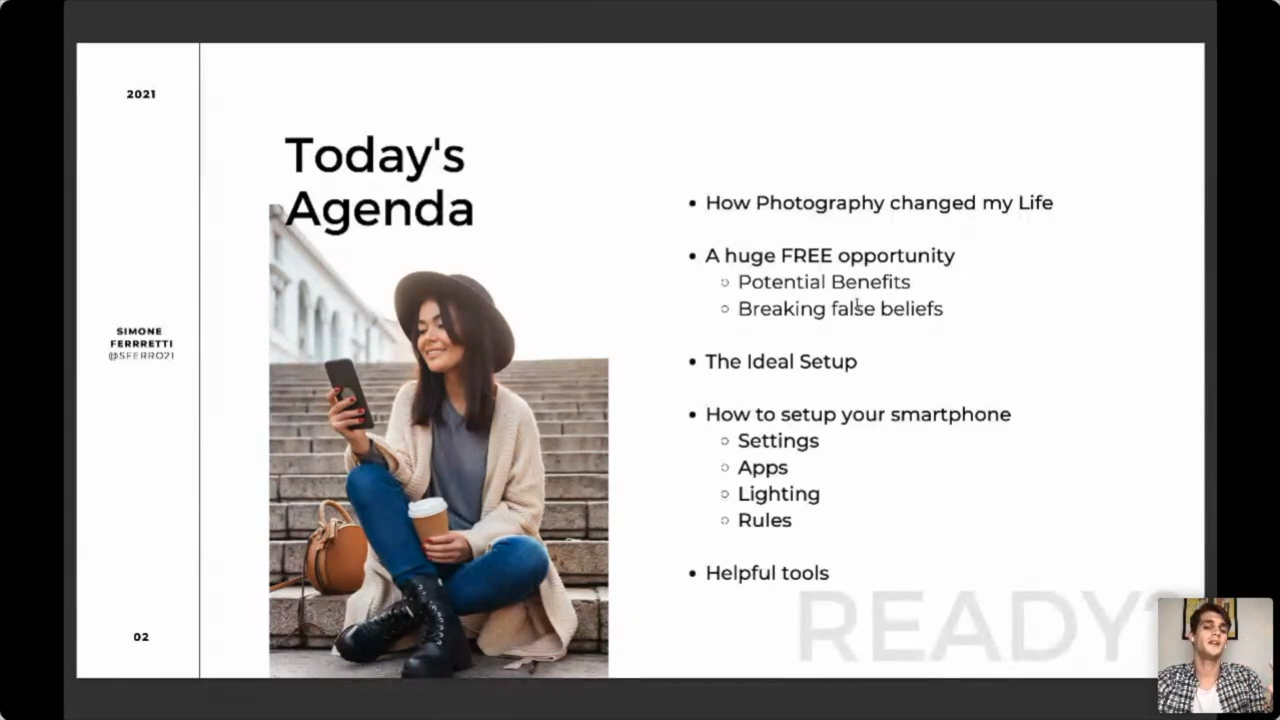 2021
SIMONE
FERRRETTI
@SFERRO21
02
Today's
Agenda
How Photography changed my Life
A huge FREE opportunity
Potential Benefits
Breaking false beliefs
The Ideal Setup
How to setup your smartphone
Settings
Apps
Lighting
Rules
Helpful tools
READY?